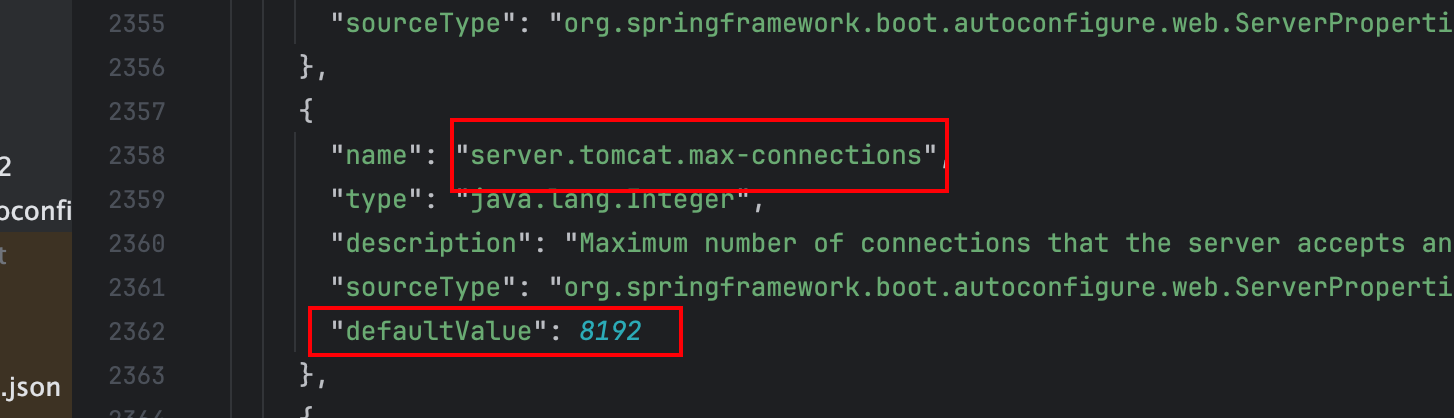 2355 "sourceType": "org.springframework.boot.autoconfigure.web.ServerProperti
2356 },
2357 {
2
2358 "name": "server.tomcat.max-connections",
2359 "type": "java.lang.Integer",
oconfi
2360 "description": "Maximum number of connections that the server accepts an
t
2361 "sourceType": "org.springframework.boot.autoconfigure.web.ServerProperti
2362 "defaultValue": 8192
2363 },
.json
2364 {